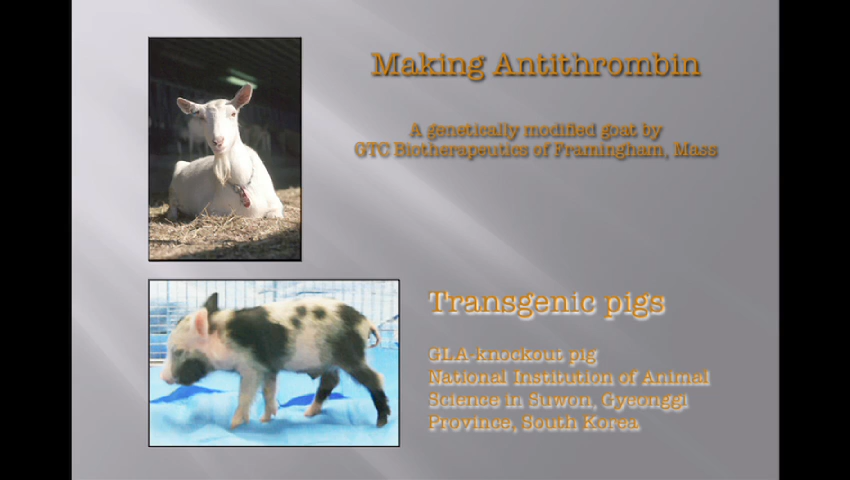 Making Antithrombin
A genetically modified goat by
GTC Biotherapeutics of Framingham, Mass
Transgenic pigs
GLA-knockout pig
National Institution of Animal
Science in Suwon, Gyeonggi
Province, South Korea